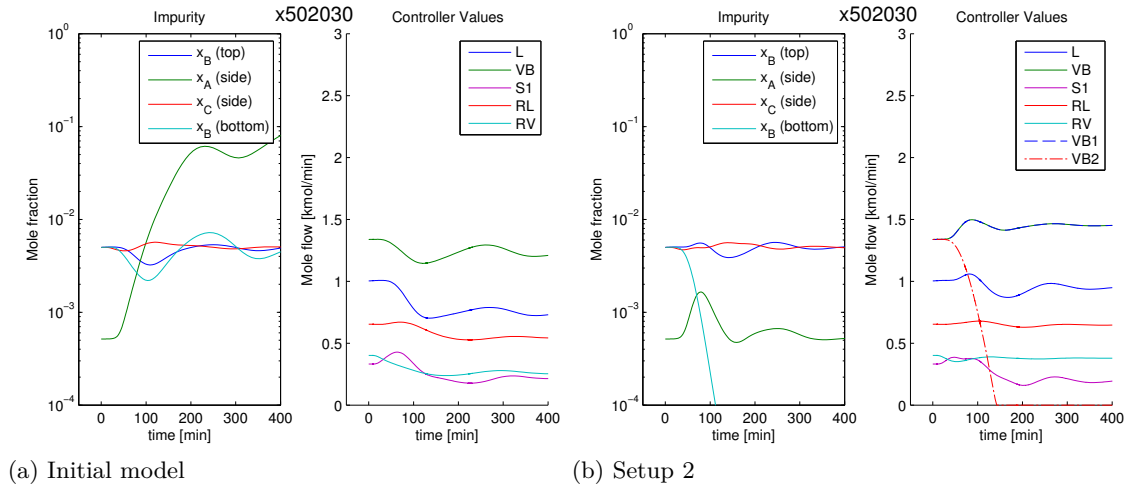 x502030
Impurity
Controller Values
10^0
10^-1
10^-2
10^-3
10^-4
Mole fraction
x_B (top)
x_A (side)
x_C (side)
x_B (bottom)
0 100 200 300 400
time [min]
3
2.5
2
1.5
1
0.5
0
Mole flow [kmol/min]
L
VB
S1
RL
RV
0 100 200 300 400
time [min]
(a) Initial model
x502030
Impurity
Controller Values
10^0
10^-1
10^-2
10^-3
10^-4
Mole fraction
x_B (top)
x_A (side)
x_C (side)
x_B (bottom)
0 100 200 300 400
time [min]
3
2.5
2
1.5
1
0.5
0
Mole flow [kmol/min]
L
VB
S1
RL
RV
VB1
VB2
0 100 200 300 400
time [min]
(b) Setup 2